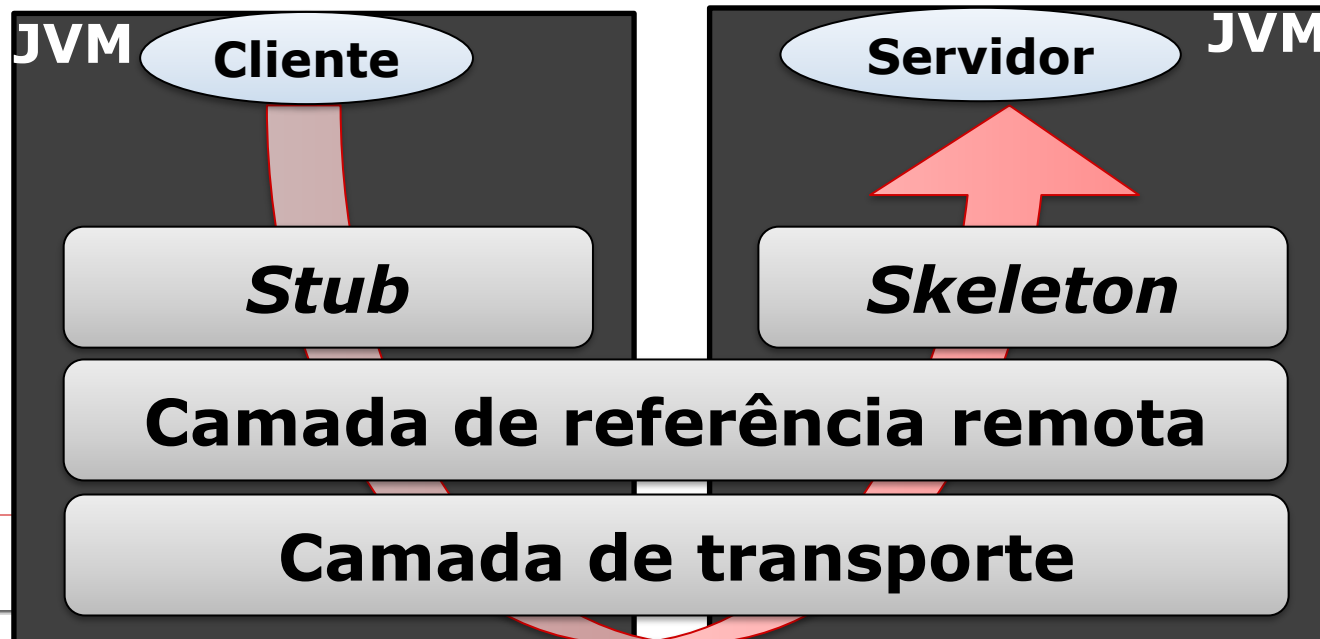 JVM
Cliente
Servidor
JVM
Stub
Skeleton
Camada de referência remota
Camada de transporte